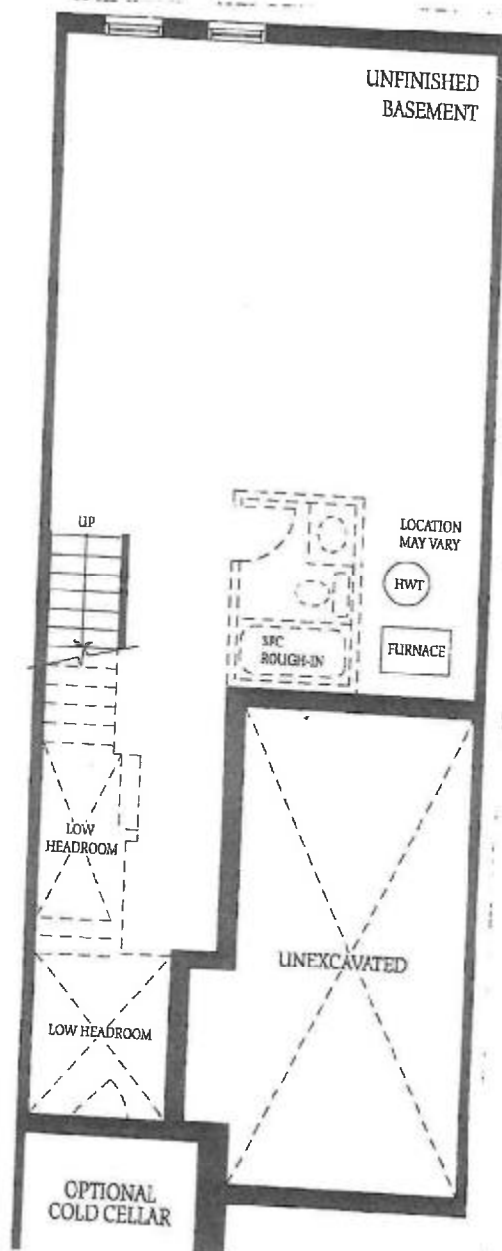 UNFINISHED
BASEMENT
UP
LOCATION
MAY VARY
HWT
3PC
ROUGH-IN
FURNACE
LOW
HEADROOM
UNEXCAVATED
LOW HEADROOM
OPTIONAL
COLD CELLAR